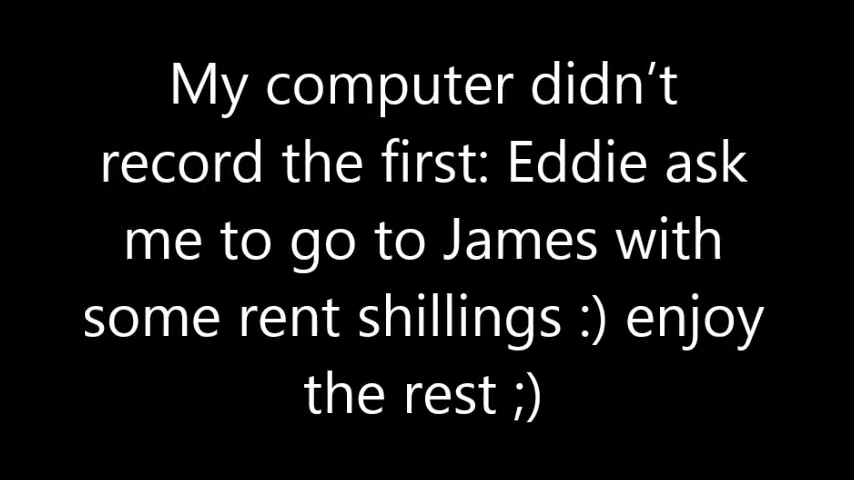 My computer didn’t
record the first: Eddie ask
me to go to James with
some rent shillings :) enjoy
the rest ;)